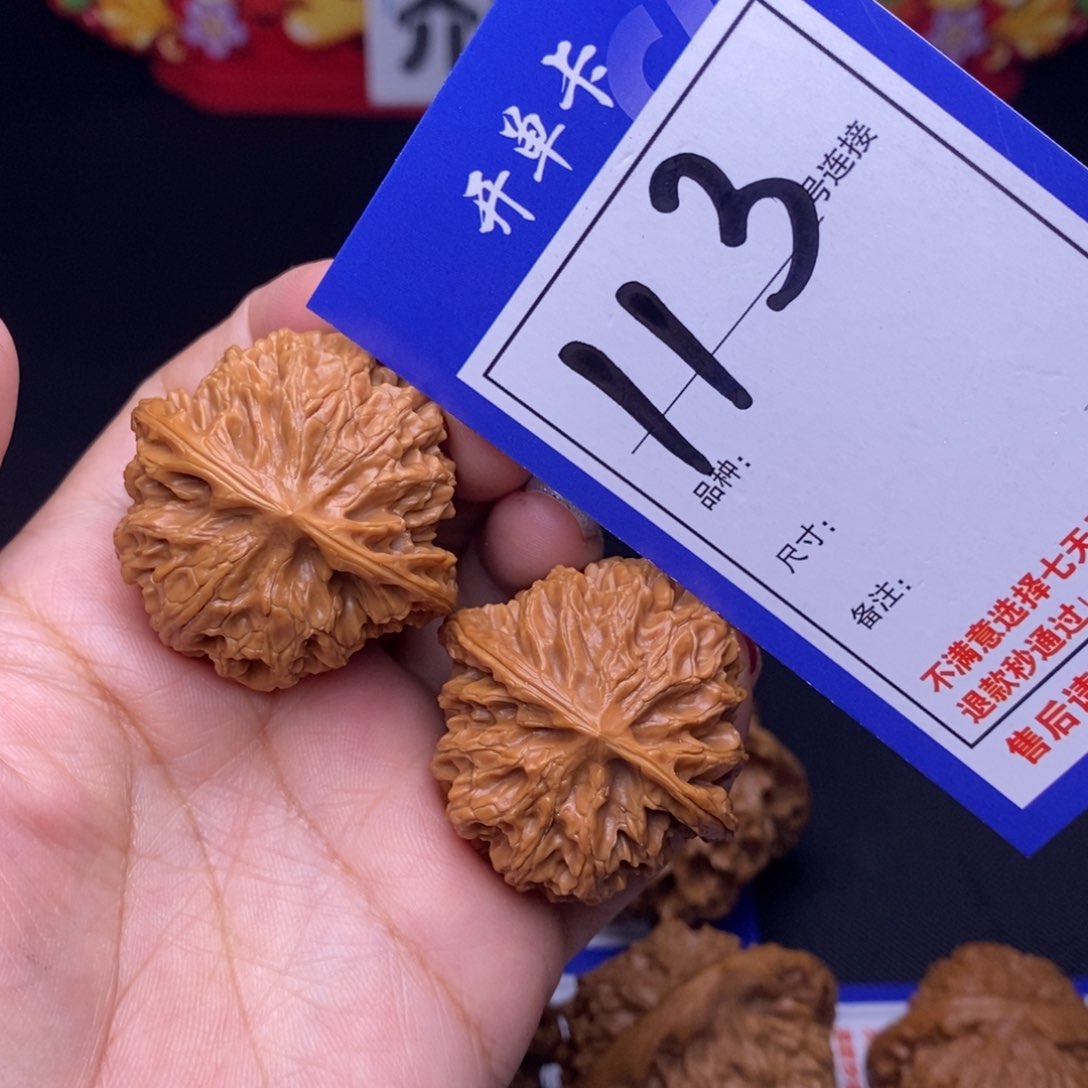 开单卡
113
号连接
品种:
尺寸:
备注:
不满意选择七天
退款秒通过
售后请